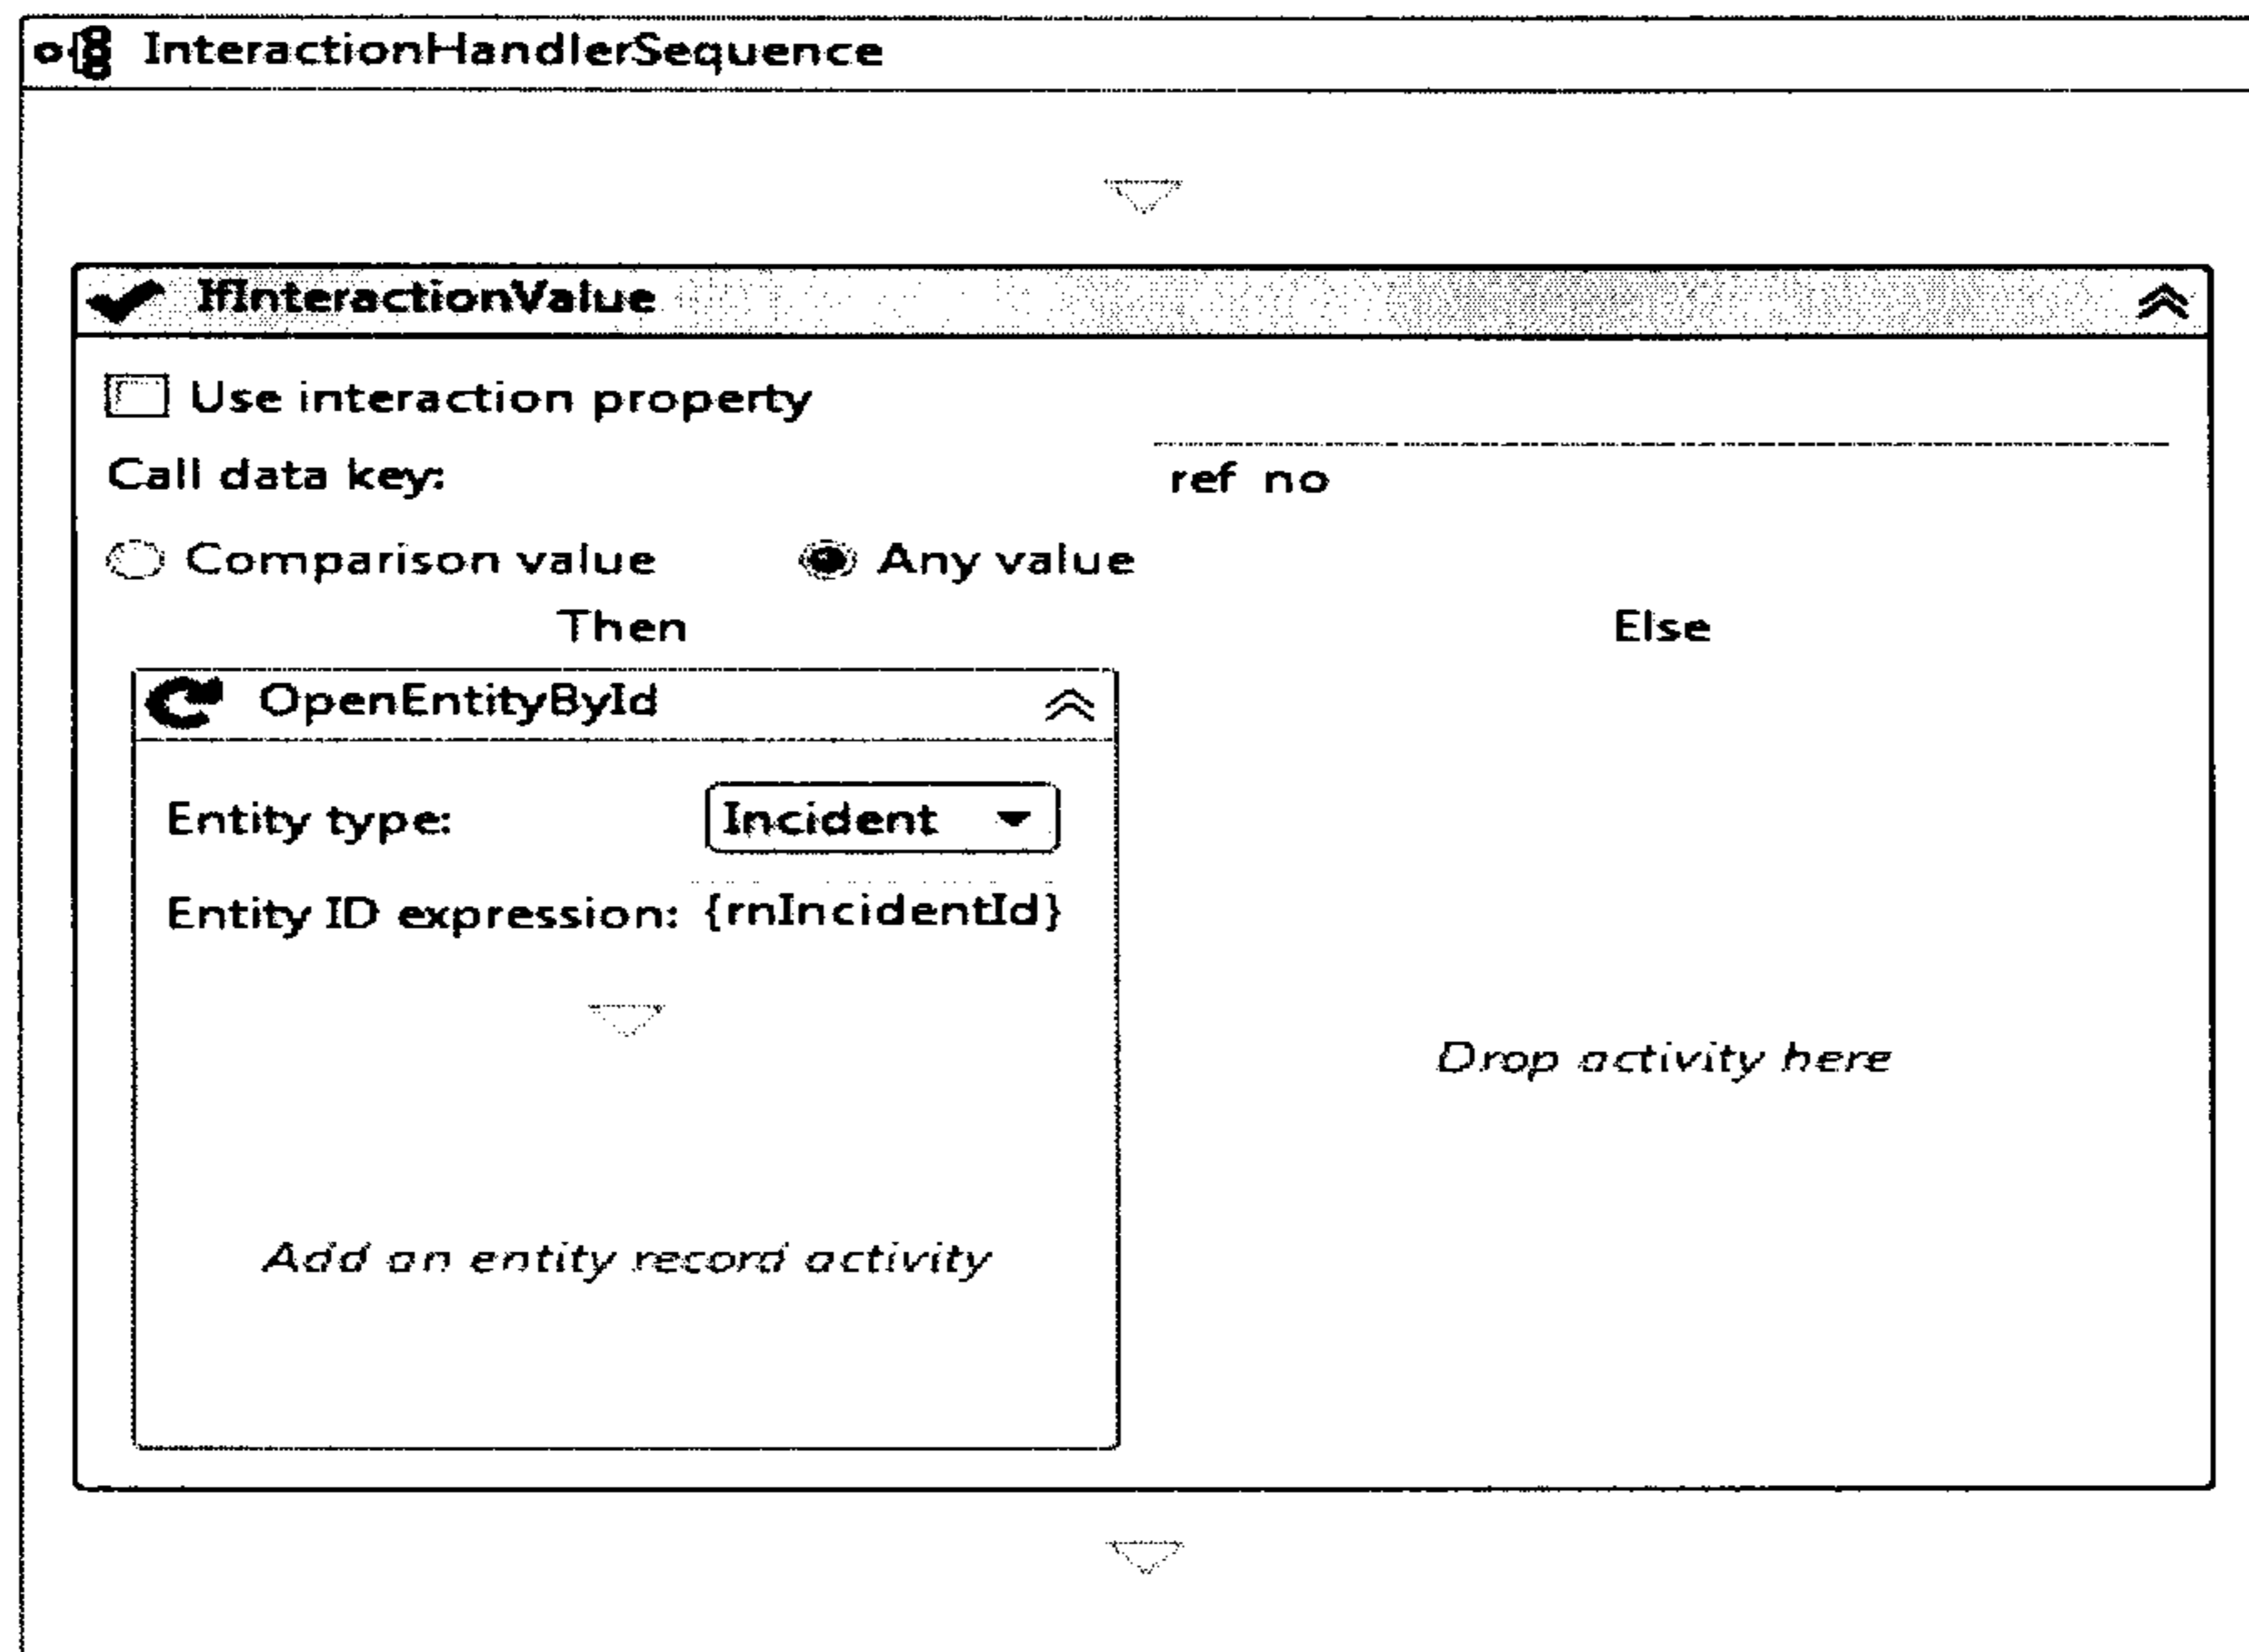 InteractionHandlerSequence
IfInteractionValue
Use interaction property
Call data key: ref no
Comparison value Any value
Then Else
OpenEntityById
Entity type: Incident
Entity ID expression: {rnIncidentId}
Drop activity here
Add an entity record activity